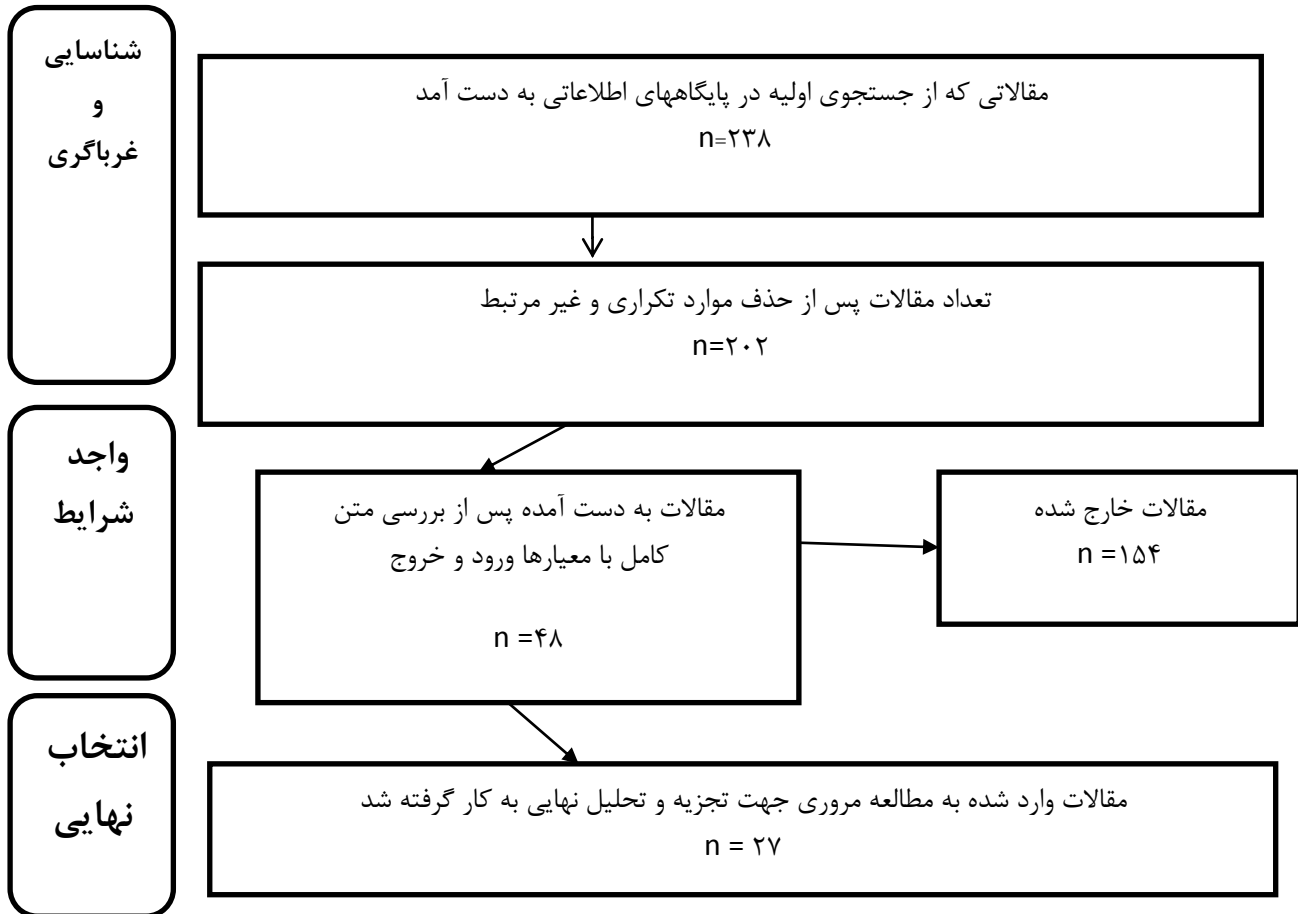 شناسایی
و
غرباگری
مقالاتی که از جستجوی اولیه در پایگاههای اطلاعاتی به دست آمد
n=۲۳۸
تعداد مقالات پس از حذف موارد تکراری و غیر مرتبط
n=۲۰۲
واجد
شرایط
مقالات به دست آمده پس از بررسی متن
کامل با معیارها ورود و خروج
n =۴۸
مقالات خارج شده
n =۱۵۴
انتخاب
نهایی
مقالات وارد شده به مطالعه مروری جهت تجزیه و تحلیل نهایی به کار گرفته شد
n = ۲۷